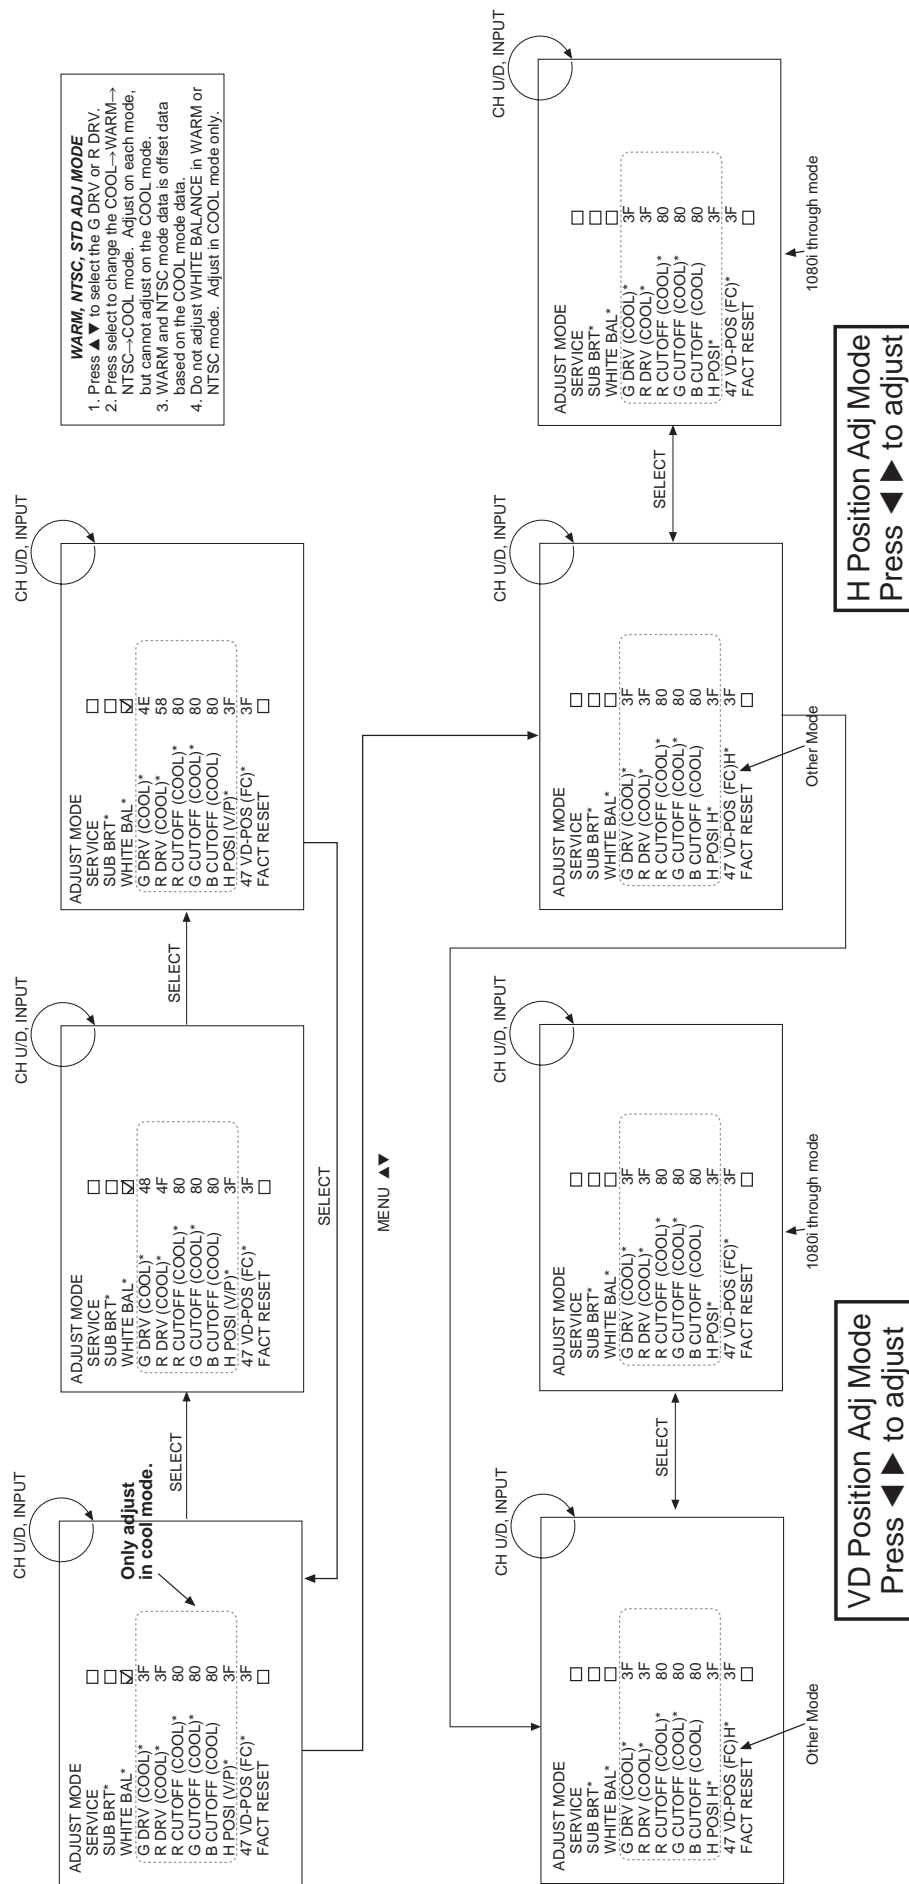 CH U/D, INPUT
ADJUST MODE
SERVICE
SUB BRT*
WHITE BAL*
G DRV (COOL)* 3F
R DRV (COOL)* 3F
R CUTOFF (COOL)* 80
G CUTOFF (COOL)* 80
B CUTOFF (COOL) 80
H POSI (V/P)* 3F
47 VD-POS (FC)* 3F
FACT RESET
Only adjust
in cool mode.
SELECT
CH U/D, INPUT
ADJUST MODE
SERVICE
SUB BRT*
WHITE BAL*
G DRV (COOL)* 48
R DRV (COOL)* 4F
R CUTOFF (COOL)* 80
G CUTOFF (COOL)* 80
B CUTOFF (COOL) 80
H POSI (V/P)* 3F
47 VD-POS (FC)* 3F
FACT RESET
SELECT
CH U/D, INPUT
ADJUST MODE
SERVICE
SUB BRT*
WHITE BAL*
G DRV (COOL)* 4E
R DRV (COOL)* 58
R CUTOFF (COOL)* 80
G CUTOFF (COOL)* 80
B CUTOFF (COOL) 80
H POSI (V/P)* 3F
47 VD-POS (FC)* 3F
FACT RESET
WARM, NTSC, STD ADJ MODE
1. Press ▲▼ to select the G DRV or R DRV.
2. Press select to change the COOL→WARM→
NTSC→COOL mode. Adjust on each mode,
but cannot adjust on the COOL mode.
3. WARM and NTSC mode data is offset data
based on the COOL mode data.
4. Do not adjust WHITE BALANCE in WARM or
NTSC mode. Adjust in COOL mode only.
SELECT
MENU ▲▼
CH U/D, INPUT
ADJUST MODE
SERVICE
SUB BRT*
WHITE BAL*
G DRV (COOL)* 3F
R DRV (COOL)* 3F
R CUTOFF (COOL)* 80
G CUTOFF (COOL)* 80
B CUTOFF (COOL) 80
H POSI H* 3F
47 VD-POS (FC)H* 3F
FACT RESET
Other Mode
SELECT
CH U/D, INPUT
ADJUST MODE
SERVICE
SUB BRT*
WHITE BAL*
G DRV (COOL)* 3F
R DRV (COOL)* 3F
R CUTOFF (COOL)* 80
G CUTOFF (COOL)* 80
B CUTOFF (COOL) 80
H POSI* 3F
47 VD-POS (FC)* 3F
FACT RESET
1080i through mode
VD Position Adj Mode
Press ◀ ▶ to adjust
CH U/D, INPUT
ADJUST MODE
SERVICE
SUB BRT*
WHITE BAL*
G DRV (COOL)* 3F
R DRV (COOL)* 3F
R CUTOFF (COOL)* 80
G CUTOFF (COOL)* 80
B CUTOFF (COOL) 80
H POSI H* 3F
47 VD-POS (FC)H* 3F
FACT RESET
Other Mode
SELECT
CH U/D, INPUT
ADJUST MODE
SERVICE
SUB BRT*
WHITE BAL*
G DRV (COOL)* 3F
R DRV (COOL)* 3F
R CUTOFF (COOL)* 80
G CUTOFF (COOL)* 80
B CUTOFF (COOL) 80
H POSI* 3F
47 VD-POS (FC)* 3F
FACT RESET
1080i through mode
H Position Adj Mode
Press ◀ ▶ to adjust